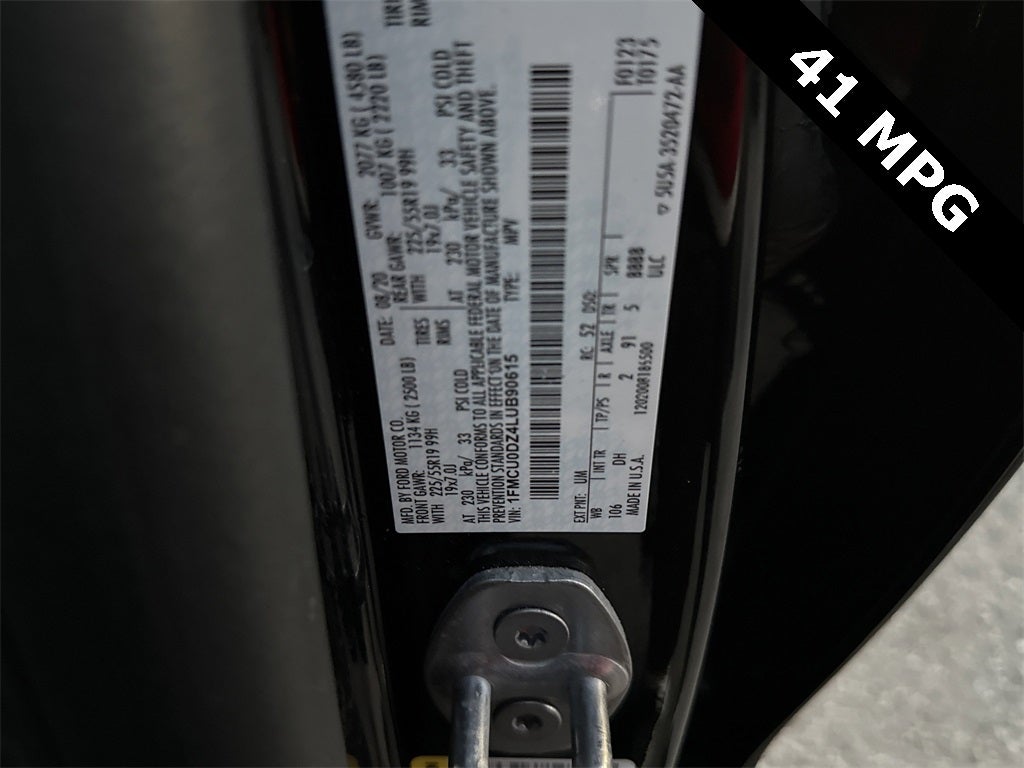 41 MPG
MFD. BY FORD MOTOR CO.
DATE: 08/20 GVWR: 2077 KG ( 4580 LB)
FRONT GAWR: 1134 KG ( 2500 LB)
REAR GAWR: 1007 KG ( 2220 LB)
WITH 225/55R19 99H
TIRES WITH 225/55R19 99H
TIRE
19x7.0J
RIMS 19x7.0J
RIM
AT 230 kPa/ 33 PSI COLD
AT 230 kPa/ 33 PSI COLD
THIS VEHICLE CONFORMS TO ALL APPLICABLE FEDERAL MOTOR VEHICLE SAFETY AND THEFT
PREVENTION STANDARDS IN EFFECT ON THE DATE OF MANUFACTURE SHOWN ABOVE.
VIN: 1FMCU0DZ4LUB90615 TYPE: MPV
EXT PNT: UM RC: 52 DSO: F0123
T0175
WB INT TR TP/PS R AXLE TR SPR
106 DH 2 91 5
MADE IN U.S.A. 120200R186500 ULC 5U5A-3520472-AA